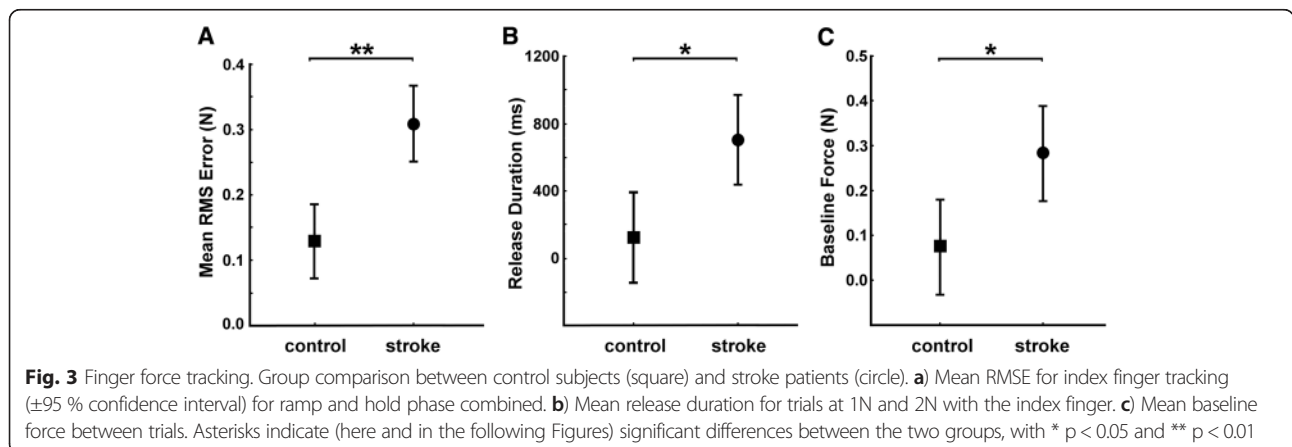 A
**
Mean RMS Error (N)
0.4
0.3
0.2
0.1
0.0
control stroke
B
*
Release Duration (ms)
1200
800
400
0
control stroke
C
*
Baseline Force (N)
0.5
0.4
0.3
0.2
0.1
0.0
control stroke
Fig. 3 Finger force tracking. Group comparison between control subjects (square) and stroke patients (circle). a) Mean RMSE for index finger tracking
(±95 % confidence interval) for ramp and hold phase combined. b) Mean release duration for trials at 1N and 2N with the index finger. c) Mean baseline
force between trials. Asterisks indicate (here and in the following Figures) significant differences between the two groups, with * p < 0.05 and ** p < 0.01